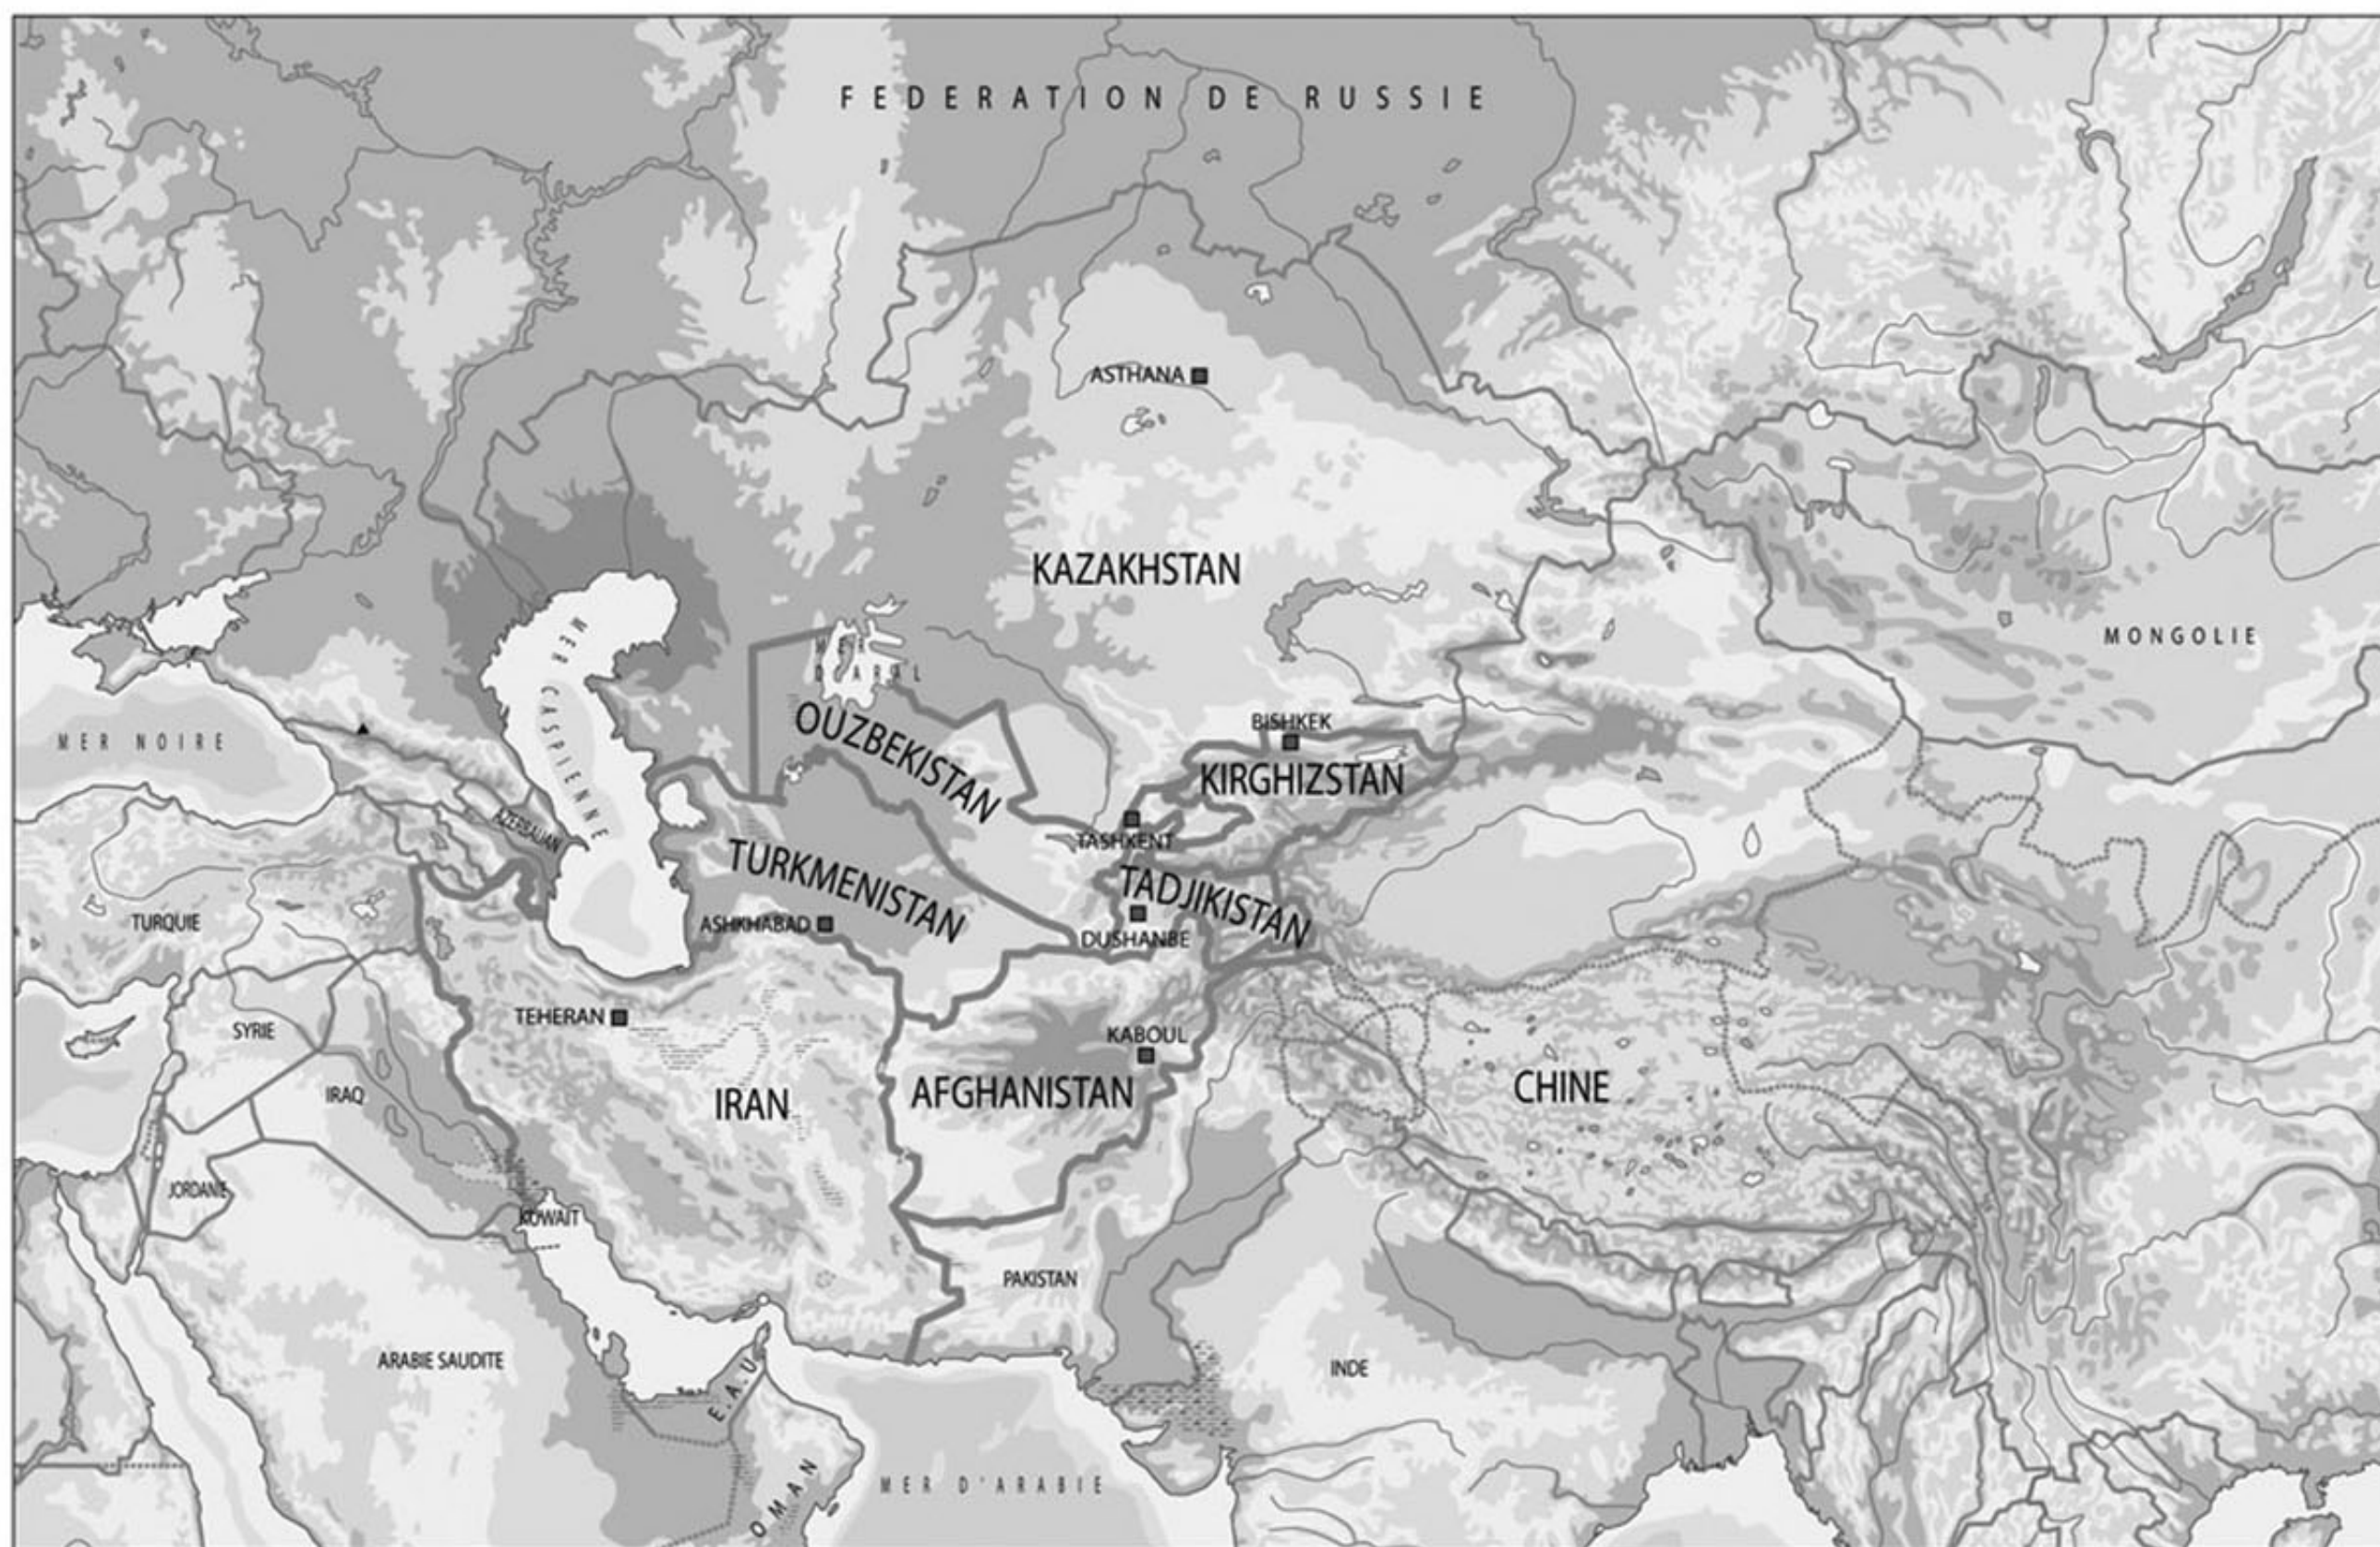 FEDERATION DE RUSSIE
ASTHANA
KAZAKHSTAN
MONGOLIE
MER
D'ARAL
MER CASPIENNE
OUZBEKISTAN
BISHKEK
KIRGHIZSTAN
MER NOIRE
AZERBAIJAN
TASHKENT
TURKMENISTAN
TADJIKISTAN
TURQUIE
ASHKHABAD
DUSHANBE
TEHERAN
SYRIE
KABOUL
IRAQ
IRAN
AFGHANISTAN
CHINE
JORDANIE
KUWAIT
PAKISTAN
ARABIE SAUDITE
E.A.U
INDE
MER D'ARABIE
OMAN